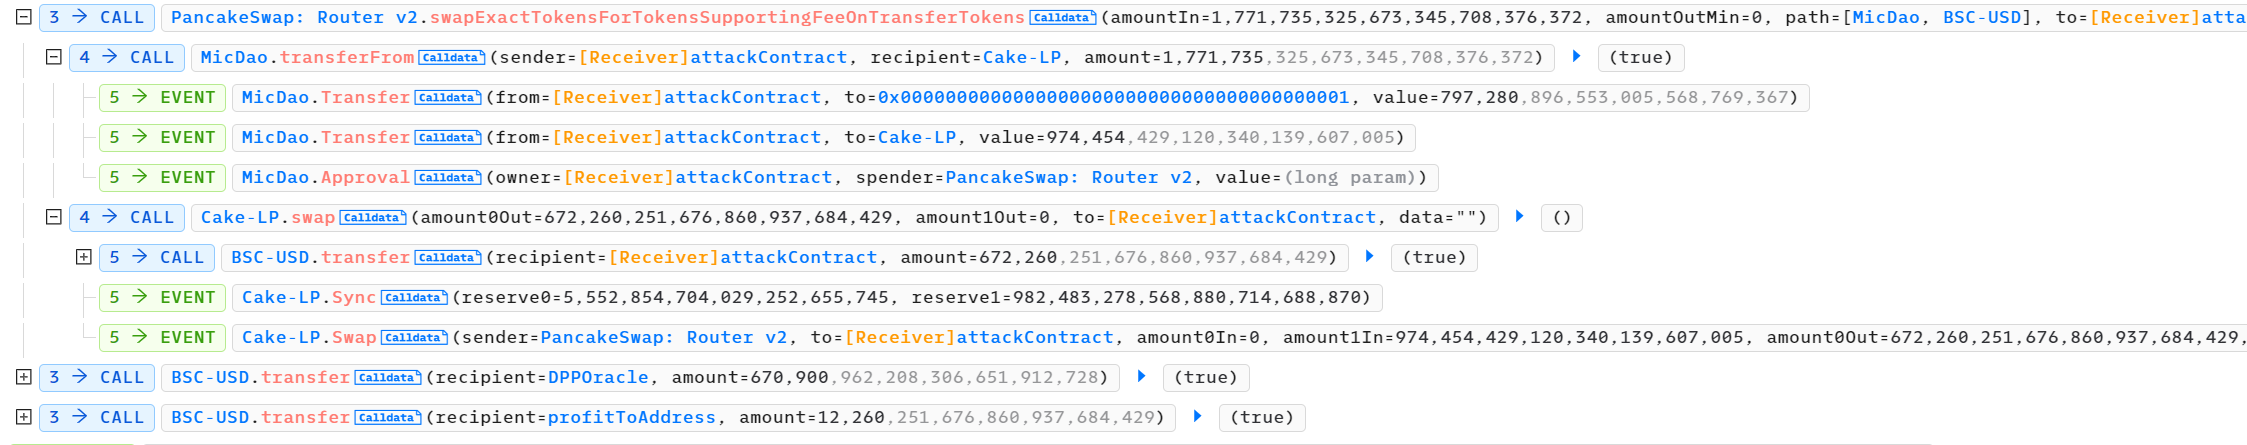 3 → CALL PancakeSwap: Router v2.swapExactTokensForTokensSupportingFeeOnTransferTokens Calldata (amountIn=1,771,735,325,673,345,708,376,372, amountOutMin=0, path=[MicDao, BSC-USD], to=[Receiver]atta
4 → CALL MicDao.transferFrom Calldata (sender=[Receiver]attackContract, recipient=Cake-LP, amount=1,771,735,325,673,345,708,376,372) (true)
5 → EVENT MicDao.Transfer Calldata (from=[Receiver]attackContract, to=0x0000000000000000000000000000000000000001, value=797,280,896,553,005,568,769,367)
5 → EVENT MicDao.Transfer Calldata (from=[Receiver]attackContract, to=Cake-LP, value=974,454,429,120,340,139,607,005)
5 → EVENT MicDao.Approval Calldata (owner=[Receiver]attackContract, spender=PancakeSwap: Router v2, value=(long param))
4 → CALL Cake-LP.swap Calldata (amount0Out=672,260,251,676,860,937,684,429, amount1Out=0, to=[Receiver]attackContract, data="") ()
5 → CALL BSC-USD.transfer Calldata (recipient=[Receiver]attackContract, amount=672,260,251,676,860,937,684,429) (true)
5 → EVENT Cake-LP.Sync Calldata (reserve0=5,552,854,704,029,252,655,745, reserve1=982,483,278,568,880,714,688,870)
5 → EVENT Cake-LP.Swap Calldata (sender=PancakeSwap: Router v2, to=[Receiver]attackContract, amount0In=0, amount1In=974,454,429,120,340,139,607,005, amount0Out=672,260,251,676,860,937,684,429,
3 → CALL BSC-USD.transfer Calldata (recipient=DPPOracle, amount=670,900,962,208,306,651,912,728) (true)
3 → CALL BSC-USD.transfer Calldata (recipient=profitToAddress, amount=12,260,251,676,860,937,684,429) (true)